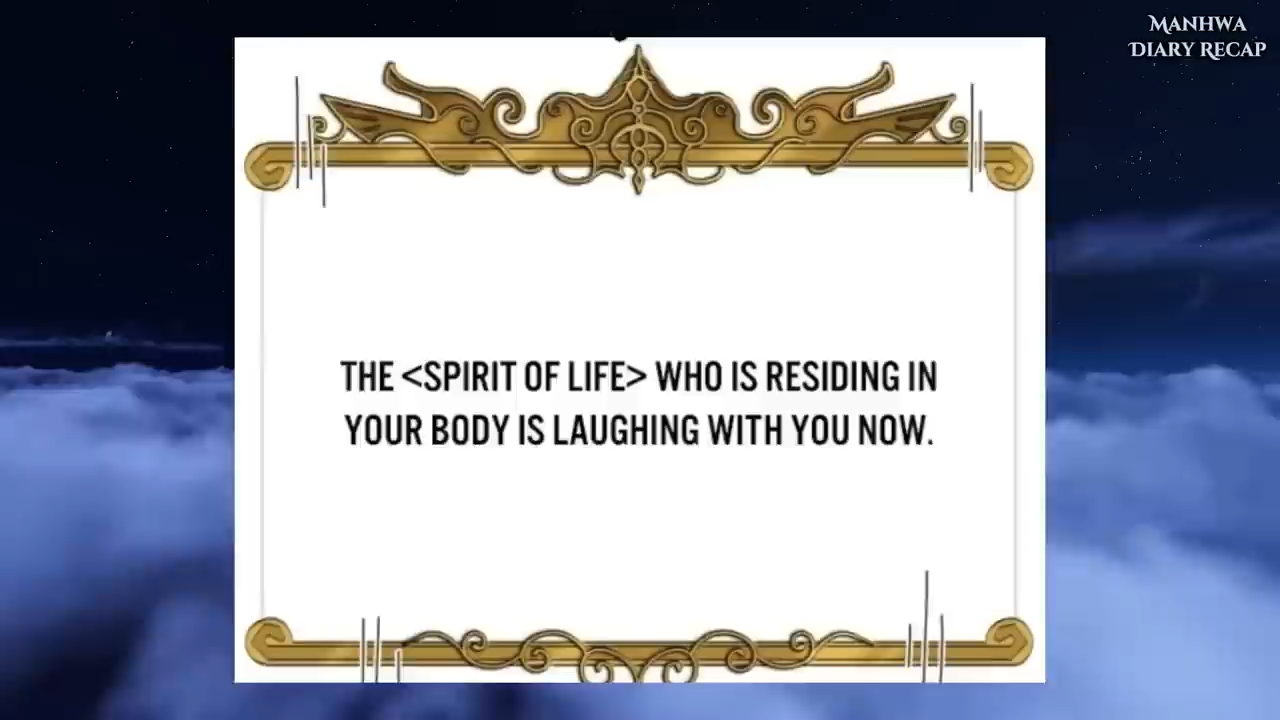 MANHWA
DIARY RECAP
THE <SPIRIT OF LIFE> WHO IS RESIDING IN
YOUR BODY IS LAUGHING WITH YOU NOW.